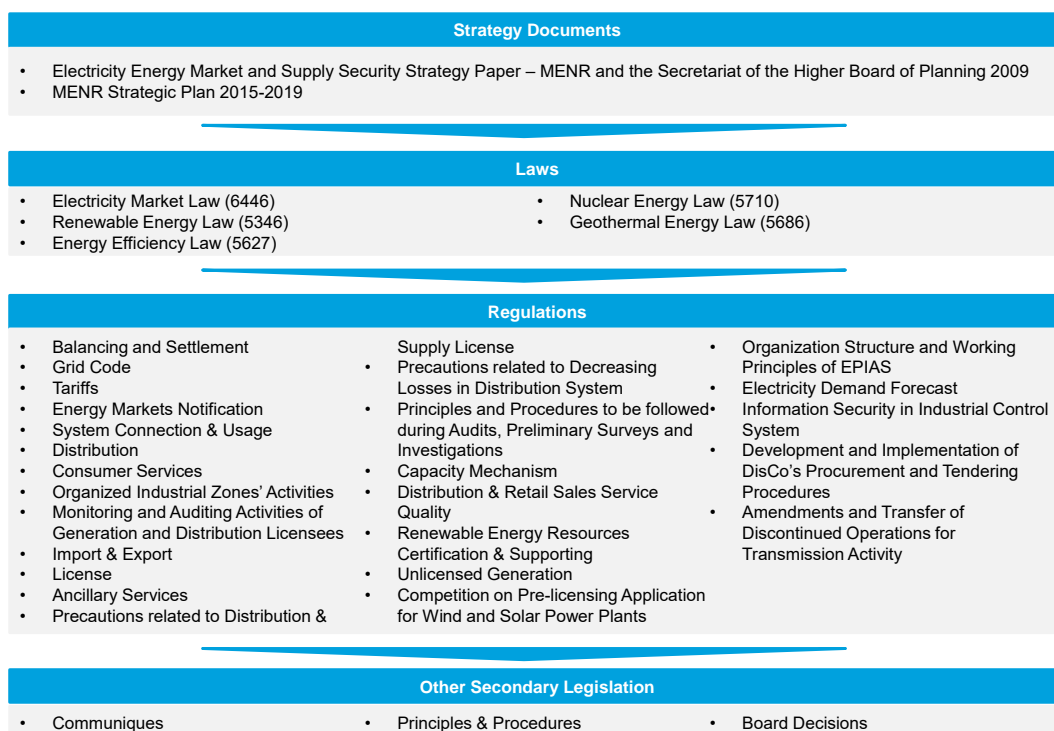 Strategy Documents
• Electricity Energy Market and Supply Security Strategy Paper – MENR and the Secretariat of the Higher Board of Planning 2009
• MENR Strategic Plan 2015-2019
Laws
• Electricity Market Law (6446)
• Renewable Energy Law (5346)
• Energy Efficiency Law (5627)
• Nuclear Energy Law (5710)
• Geothermal Energy Law (5686)
Regulations
• Balancing and Settlement
• Grid Code
• Tariffs
• Energy Markets Notification
• System Connection & Usage
• Distribution
• Consumer Services
• Organized Industrial Zones' Activities
• Monitoring and Auditing Activities of
Generation and Distribution Licensees
• Import & Export
• License
• Ancillary Services
• Precautions related to Distribution &
Supply License
• Precautions related to Decreasing
Losses in Distribution System
• Principles and Procedures to be followed
during Audits, Preliminary Surveys and
Investigations
• Capacity Mechanism
• Distribution & Retail Sales Service
Quality
• Renewable Energy Resources
Certification & Supporting
• Unlicensed Generation
• Competition on Pre-licensing Application
for Wind and Solar Power Plants
• Organization Structure and Working
Principles of EPIAS
• Electricity Demand Forecast
• Information Security in Industrial Control
System
• Development and Implementation of
DisCo's Procurement and Tendering
Procedures
• Amendments and Transfer of
Discontinued Operations for
Transmission Activity
Other Secondary Legislation
• Communiques
• Principles & Procedures
• Board Decisions